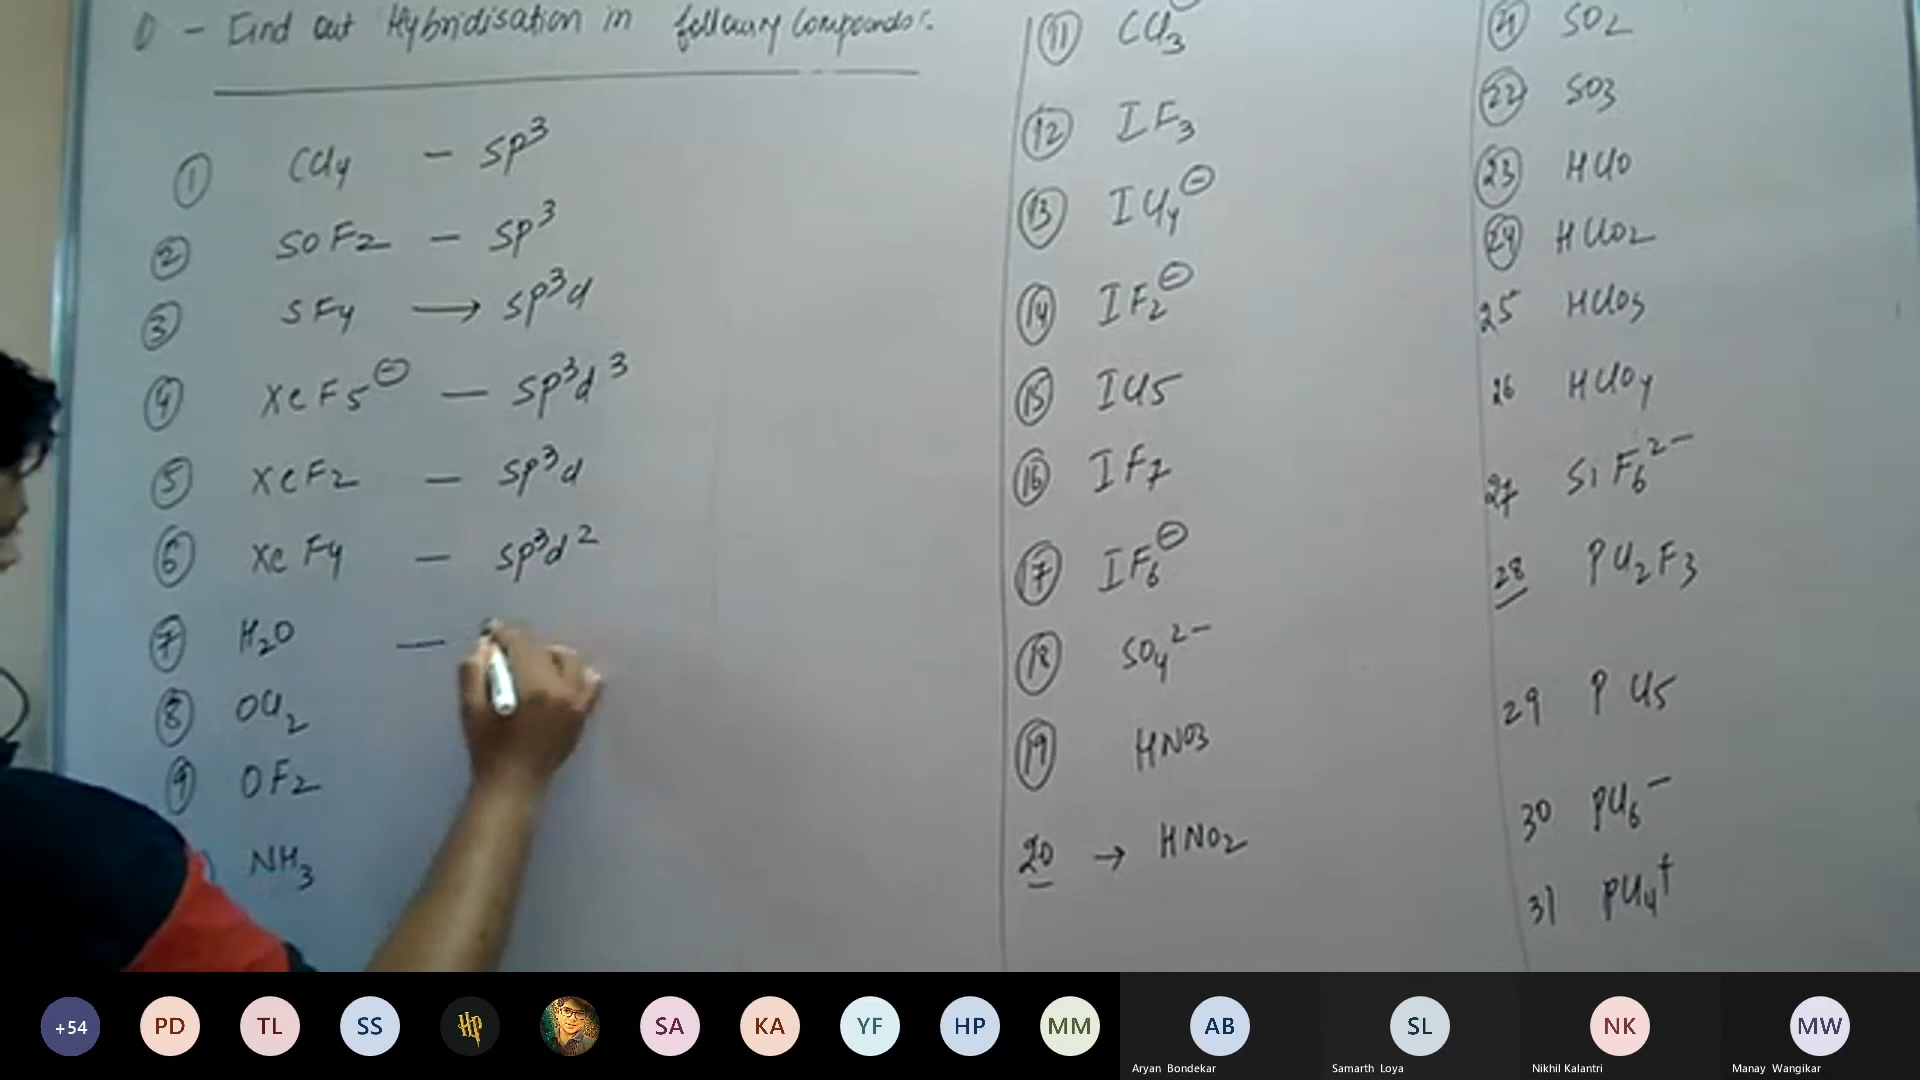 Q - Find out Hybridisation in following Compounds:
① CCl4 - sp³
② SOF2 - sp³
③ SF4 → sp³d
④ XeF5⊖ - sp³d³
⑤ XeF2 - sp³d
⑥ XeF4 - sp³d²
⑦ H2O -
⑧ OCl2
⑨ OF2
NH3
⑪ CCl3⊖
⑫ IF3
⑬ ICl4⊖
⑭ IF2⊖
⑮ ICl5
⑯ IF7
⑰ IF6⊖
⑱ SO4²⁻
⑲ HNO3
20 → HNO2
㉑ SO2
㉒ SO3
㉓ HClO
㉔ HClO2
25 HClO3
26 HClO4
27 SiF6²⁻
28 PCl2F3
29 PCl5
30 PCl6⁻
31 PCl4⁺
+54
PD
TL
SS
HP
SA
KA
YF
HP
MM
AB
Aryan Bondekar
SL
Samarth Loya
NK
Nikhil Kalantri
MW
Manay Wangikar